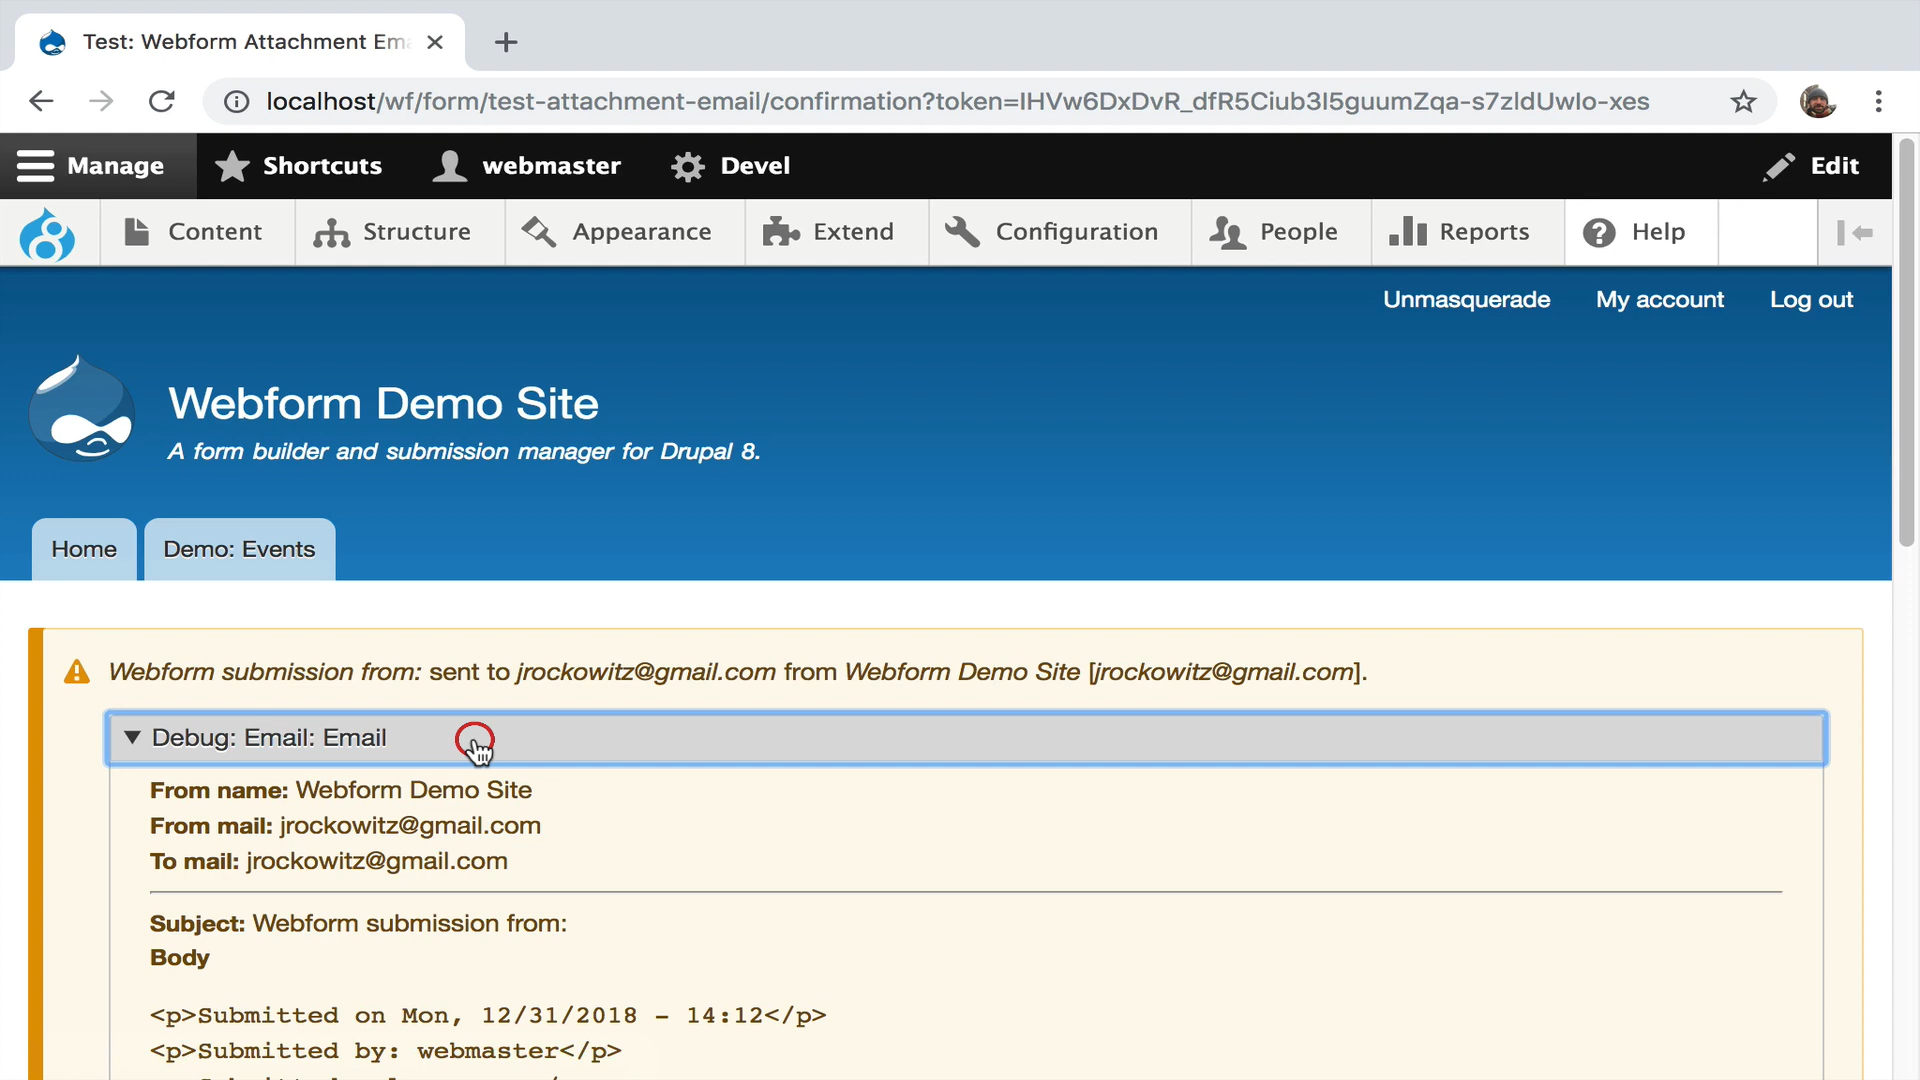 Test: Webform Attachment Ema
localhost/wf/form/test-attachment-email/confirmation?token=IHVw6DxDvR_dfR5Ciub3I5guumZqa-s7zldUwIo-xes
Manage Shortcuts webmaster Devel Edit
Content Structure Appearance Extend Configuration People Reports Help
Unmasquerade My account Log out
Webform Demo Site
A form builder and submission manager for Drupal 8.
Home Demo: Events
Webform submission from: sent to jrockowitz@gmail.com from Webform Demo Site [jrockowitz@gmail.com].
Debug: Email: Email
From name: Webform Demo Site
From mail: jrockowitz@gmail.com
To mail: jrockowitz@gmail.com
Subject: Webform submission from:
Body
<p>Submitted on Mon, 12/31/2018 - 14:12</p>
<p>Submitted by: webmaster</p>